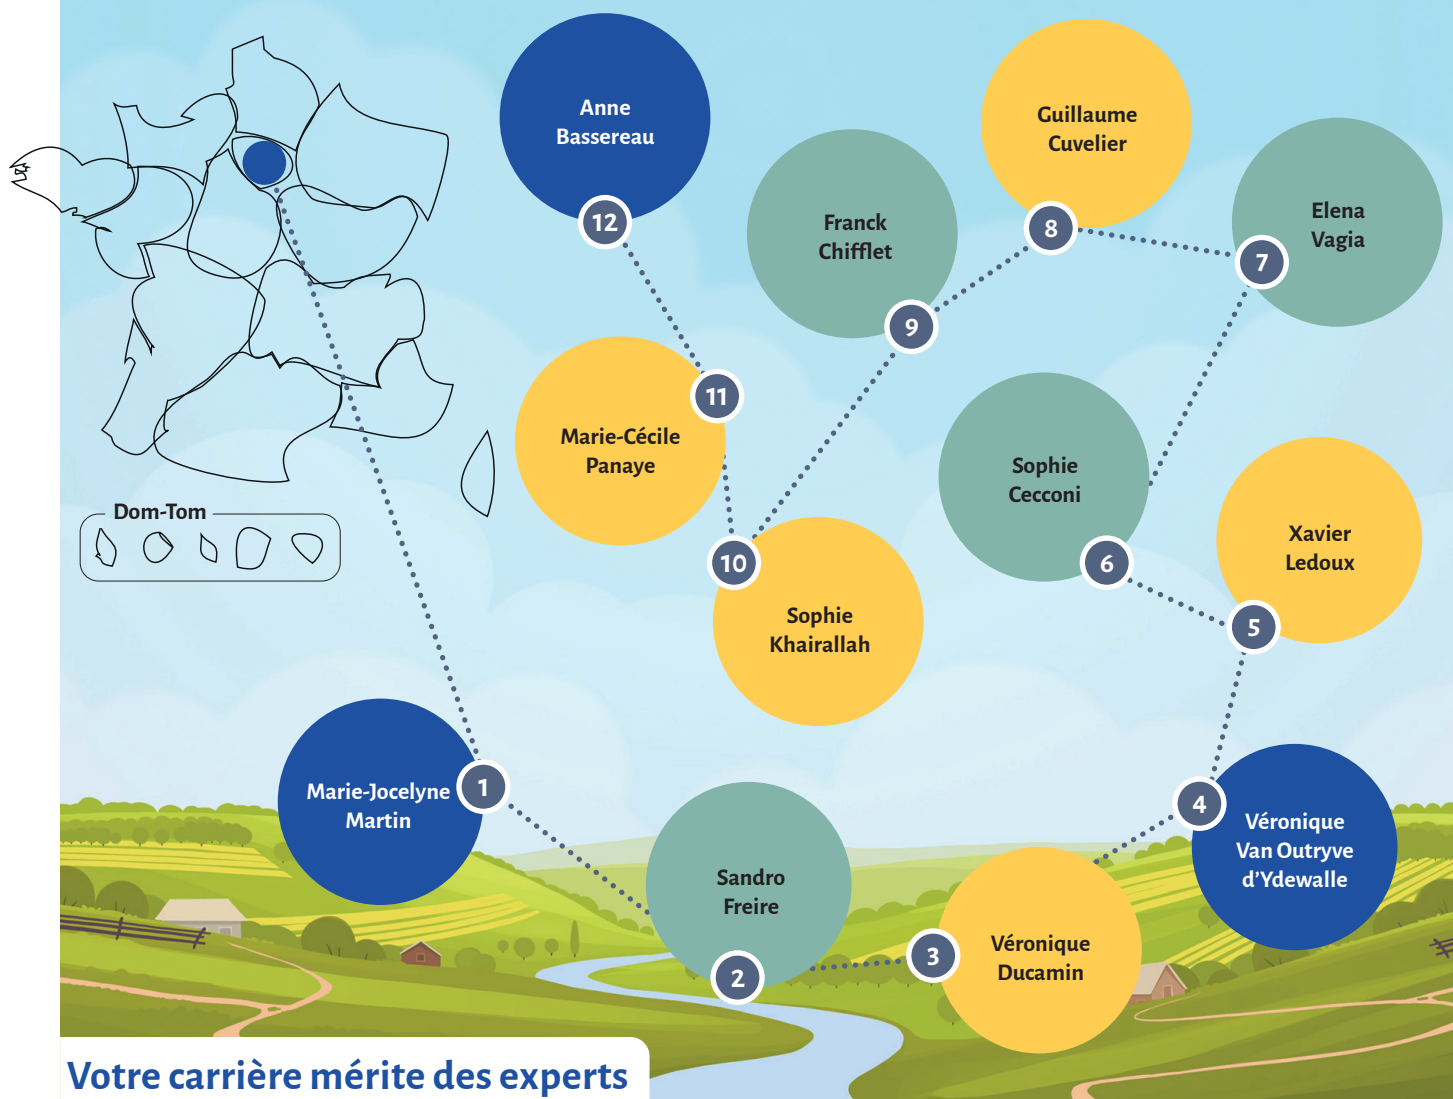 Dom-Tom
1
Marie-Jocelyne
Martin
2
Sandro
Freire
3
Véronique
Ducamin
4
Véronique
Van Outryve
d'Ydewalle
5
Xavier
Ledoux
6
Sophie
Cecconi
7
Elena
Vagia
8
Guillaume
Cuvelier
9
Franck
Chifflet
10
Sophie
Khairallah
11
Marie-Cécile
Panaye
12
Anne
Bassereau
Votre carrière mérite des experts